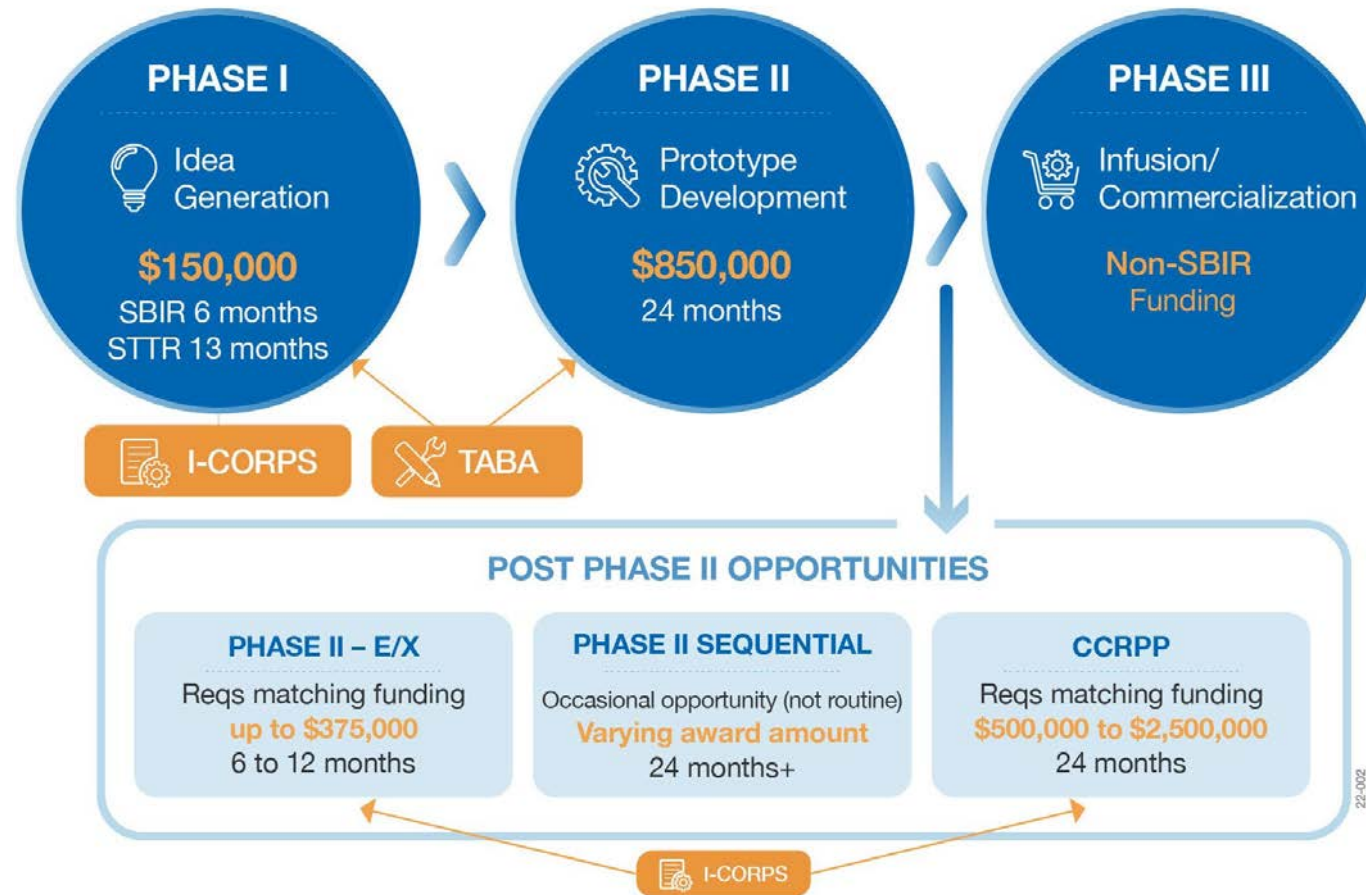 PHASE I
Idea
Generation
$150,000
SBIR 6 months
STTR 13 months
PHASE II
Prototype
Development
$850,000
24 months
PHASE III
Infusion/
Commercialization
Non-SBIR
Funding
I-CORPS
TABA
POST PHASE II OPPORTUNITIES
PHASE II – E/X
Reqs matching funding
up to $375,000
6 to 12 months
PHASE II SEQUENTIAL
Occasional opportunity (not routine)
Varying award amount
24 months+
CCRPP
Reqs matching funding
$500,000 to $2,500,000
24 months
22-002
I-CORPS